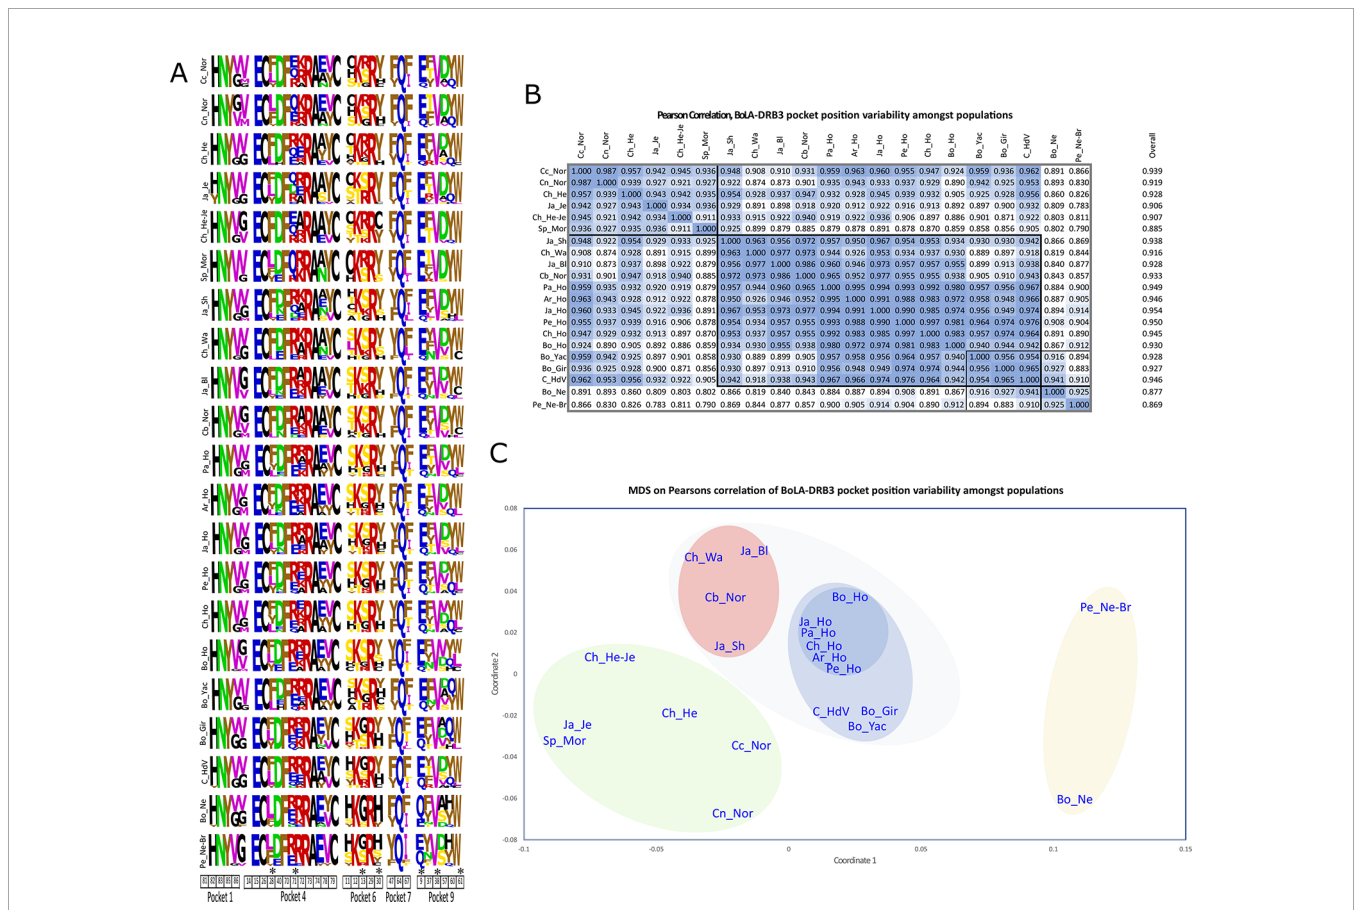 A
Cc_Nor
Cn_Nor
Ch_He
Ja_Je
Ch_He-Je
Sp_Mor
Ja_Sh
Ch_Wa
Ja_Bl
Cb_Nor
Pa_Ho
Ar_Ho
Ja_Ho
Pe_Ho
Ch_Ho
Bo_Ho
Bo_Yac
Bo_Gir
C_HdV
Bo_Ne
Pe_Ne-Br
* * * * * * *
Pocket 1 Pocket 4 Pocket 6 Pocket 7 Pocket 9
B
Pearson Correlation, BoLA-DRB3 pocket position variability amongst populations
Cc_Nor Cn_Nor Ch_He Ja_Je Ch_He-Je Sp_Mor Ja_Sh Ch_Wa Ja_Bl Cb_Nor Pa_Ho Ar_Ho Ja_Ho Pe_Ho Ch_Ho Bo_Ho Bo_Yac Bo_Gir C_HdV Bo_Ne Pe_Ne-Br Overall
Cc_Nor 1.000 0.987 0.957 0.942 0.945 0.936 0.948 0.908 0.910 0.931 0.959 0.963 0.960 0.955 0.947 0.924 0.959 0.936 0.962 0.891 0.866 0.939
Cn_Nor 0.987 1.000 0.939 0.927 0.921 0.927 0.922 0.874 0.873 0.901 0.935 0.943 0.933 0.937 0.929 0.890 0.942 0.925 0.953 0.893 0.830 0.919
Ch_He 0.957 0.939 1.000 0.943 0.942 0.935 0.954 0.928 0.937 0.947 0.932 0.928 0.945 0.939 0.932 0.905 0.925 0.928 0.956 0.894 0.826 0.928
Ja_Je 0.942 0.927 0.943 1.000 0.934 0.936 0.929 0.891 0.898 0.918 0.920 0.912 0.922 0.916 0.913 0.892 0.897 0.900 0.932 0.809 0.783 0.906
Ch_He-Je 0.945 0.921 0.942 0.934 1.000 0.911 0.933 0.915 0.922 0.940 0.919 0.922 0.936 0.906 0.897 0.886 0.901 0.871 0.922 0.803 0.811 0.907
Sp_Mor 0.936 0.927 0.935 0.936 0.911 1.000 0.925 0.899 0.879 0.885 0.879 0.878 0.891 0.878 0.870 0.859 0.858 0.856 0.905 0.802 0.790 0.885
Ja_Sh 0.948 0.922 0.954 0.929 0.933 0.925 1.000 0.963 0.956 0.972 0.957 0.950 0.967 0.954 0.953 0.934 0.930 0.930 0.942 0.866 0.869 0.938
Ch_Wa 0.908 0.874 0.928 0.891 0.915 0.899 0.963 1.000 0.977 0.973 0.944 0.926 0.953 0.934 0.937 0.930 0.889 0.897 0.918 0.819 0.844 0.916
Ja_Bl 0.910 0.873 0.937 0.898 0.922 0.879 0.956 0.977 1.000 0.986 0.960 0.946 0.973 0.957 0.957 0.955 0.899 0.913 0.938 0.840 0.877 0.928
Cb_Nor 0.931 0.901 0.947 0.918 0.940 0.885 0.972 0.973 0.986 1.000 0.965 0.952 0.977 0.955 0.955 0.938 0.905 0.910 0.943 0.843 0.857 0.933
Pa_Ho 0.959 0.935 0.932 0.920 0.919 0.879 0.957 0.944 0.960 0.965 1.000 0.995 0.994 0.993 0.992 0.980 0.957 0.956 0.967 0.884 0.900 0.949
Ar_Ho 0.963 0.943 0.928 0.912 0.922 0.878 0.950 0.926 0.946 0.952 0.995 1.000 0.991 0.988 0.983 0.972 0.958 0.948 0.966 0.887 0.905 0.946
Ja_Ho 0.960 0.933 0.945 0.922 0.936 0.891 0.967 0.953 0.973 0.977 0.994 0.991 1.000 0.990 0.985 0.974 0.956 0.949 0.974 0.894 0.914 0.954
Pe_Ho 0.955 0.937 0.939 0.916 0.906 0.878 0.954 0.934 0.957 0.955 0.993 0.988 0.990 1.000 0.997 0.981 0.964 0.974 0.976 0.908 0.904 0.950
Ch_Ho 0.947 0.929 0.932 0.913 0.897 0.870 0.953 0.937 0.957 0.955 0.992 0.983 0.985 0.997 1.000 0.983 0.957 0.974 0.964 0.891 0.890 0.945
Bo_Ho 0.924 0.890 0.905 0.892 0.886 0.859 0.934 0.930 0.955 0.938 0.980 0.972 0.974 0.981 0.983 1.000 0.940 0.944 0.942 0.867 0.912 0.930
Bo_Yac 0.959 0.942 0.925 0.897 0.901 0.858 0.930 0.889 0.899 0.905 0.957 0.958 0.956 0.964 0.957 0.940 1.000 0.956 0.954 0.916 0.894 0.928
Bo_Gir 0.936 0.925 0.928 0.900 0.871 0.856 0.930 0.897 0.913 0.910 0.956 0.948 0.949 0.974 0.974 0.944 0.956 1.000 0.965 0.927 0.883 0.927
C_HdV 0.962 0.953 0.956 0.932 0.922 0.905 0.942 0.918 0.938 0.943 0.967 0.966 0.974 0.976 0.964 0.942 0.954 0.965 1.000 0.941 0.910 0.946
Bo_Ne 0.891 0.893 0.894 0.809 0.803 0.802 0.866 0.819 0.840 0.843 0.884 0.887 0.894 0.908 0.891 0.867 0.916 0.927 0.941 1.000 0.925 0.877
Pe_Ne-Br 0.866 0.830 0.826 0.783 0.811 0.790 0.869 0.844 0.877 0.857 0.900 0.905 0.914 0.904 0.890 0.912 0.894 0.883 0.910 0.925 1.000 0.869
C
MDS on Pearsons correlation of BoLA-DRB3 pocket position variability amongst populations
Coordinate 2
0.08
0.06
0.04
0.02
0
-0.02
-0.04
-0.06
-0.08
Ch_Wa
Ja_Bl
Cb_Nor
Ja_Sh
Bo_Ho
Ja_Ho
Pa_Ho
Ch_Ho
Ar_Ho
Pe_Ho
C_HdV
Bo_Gir
Bo_Yac
Ch_He-Je
Ch_He
Ja_Je
Sp_Mor
Cc_Nor
Cn_Nor
Pe_Ne-Br
Bo_Ne
-0.1 -0.05 0 0.05 0.1 0.15
Coordinate 1